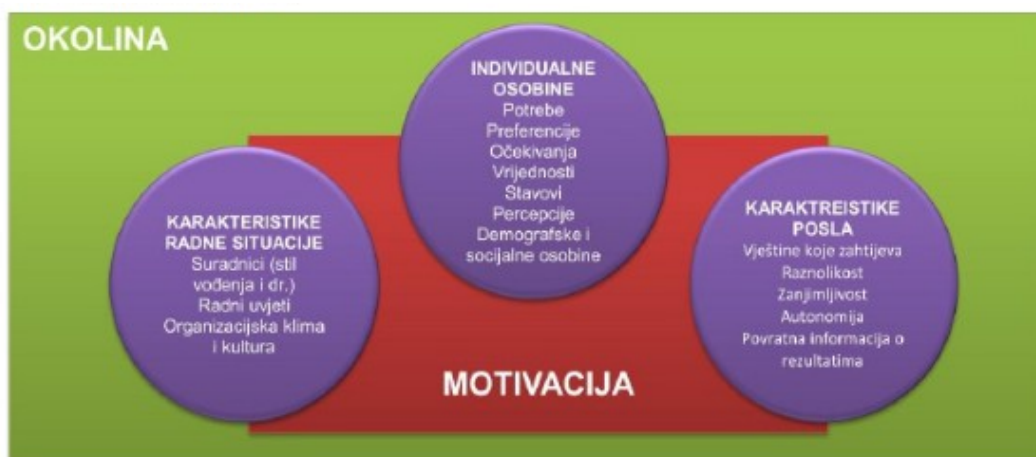 OKOLINA
INDIVIDUALNE
OSOBINE
Potrebe
Preferencije
Očekivanja
Vrijednosti
Stavovi
Percepcije
Demografske i
socijalne osobine
KARAKTERISTIKE
RADNE SITUACIJE
Suradnici (stil
vođenja i dr.)
Radni uvjeti
Organizacijska klima
i kultura
KARAKTREISTIKE
POSLA
Vještine koje zahtijeva
Raznolikost
Zanjimljivost
Autonomija
Povratna informacija o
rezultatima
MOTIVACIJA